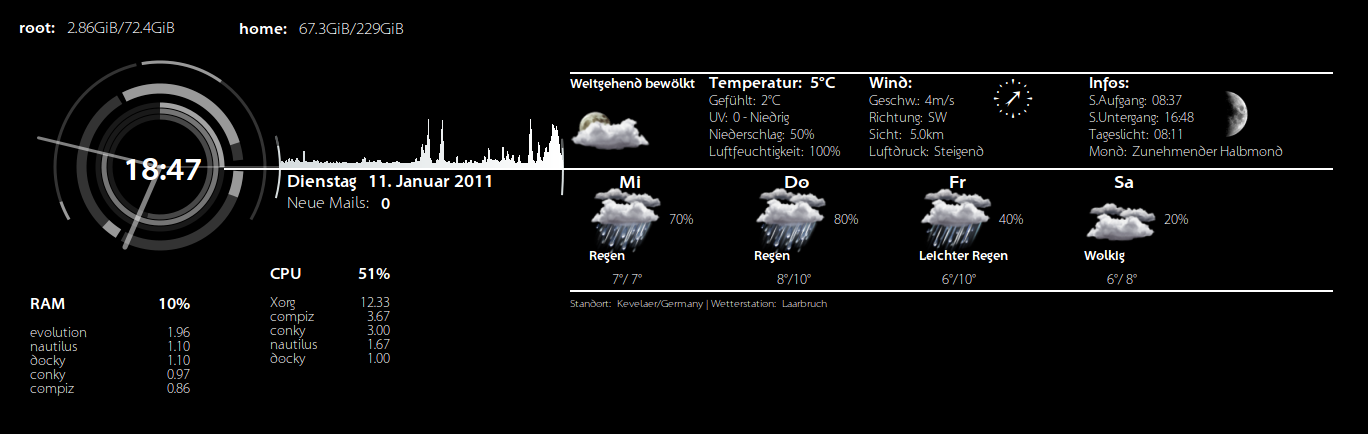 root: 2.86GiB/72.4GiB home: 67.3GiB/229GiB
18:47
Dienstag 11. Januar 2011
Neue Mails: 0
CPU 51%
Xorg 12.33
compiz 3.67
conky 3.00
nautilus 1.67
docky 1.00
RAM 10%
evolution 1.96
nautilus 1.10
docky 1.10
conky 0.97
compiz 0.86
Weitgehend bewölkt
Temperatur: 5°C
Gefühlt: 2°C
UV: 0 - Niedrig
Niederschlag: 50%
Luftfeuchtigkeit: 100%
Wind:
Geschw.: 4m/s
Richtung: SW
Sicht: 5.0km
Luftdruck: Steigend
Infos:
S.Aufgang: 08:37
S.Untergang: 16:48
Tageslicht: 08:11
Mond: Zunehmender Halbmond
Mi
70%
Regen
7°/ 7°
Do
80%
Regen
8°/10°
Fr
40%
Leichter Regen
6°/10°
Sa
20%
Wolkig
6°/ 8°
Standort: Kevelaer/Germany | Wetterstation: Laarbruch